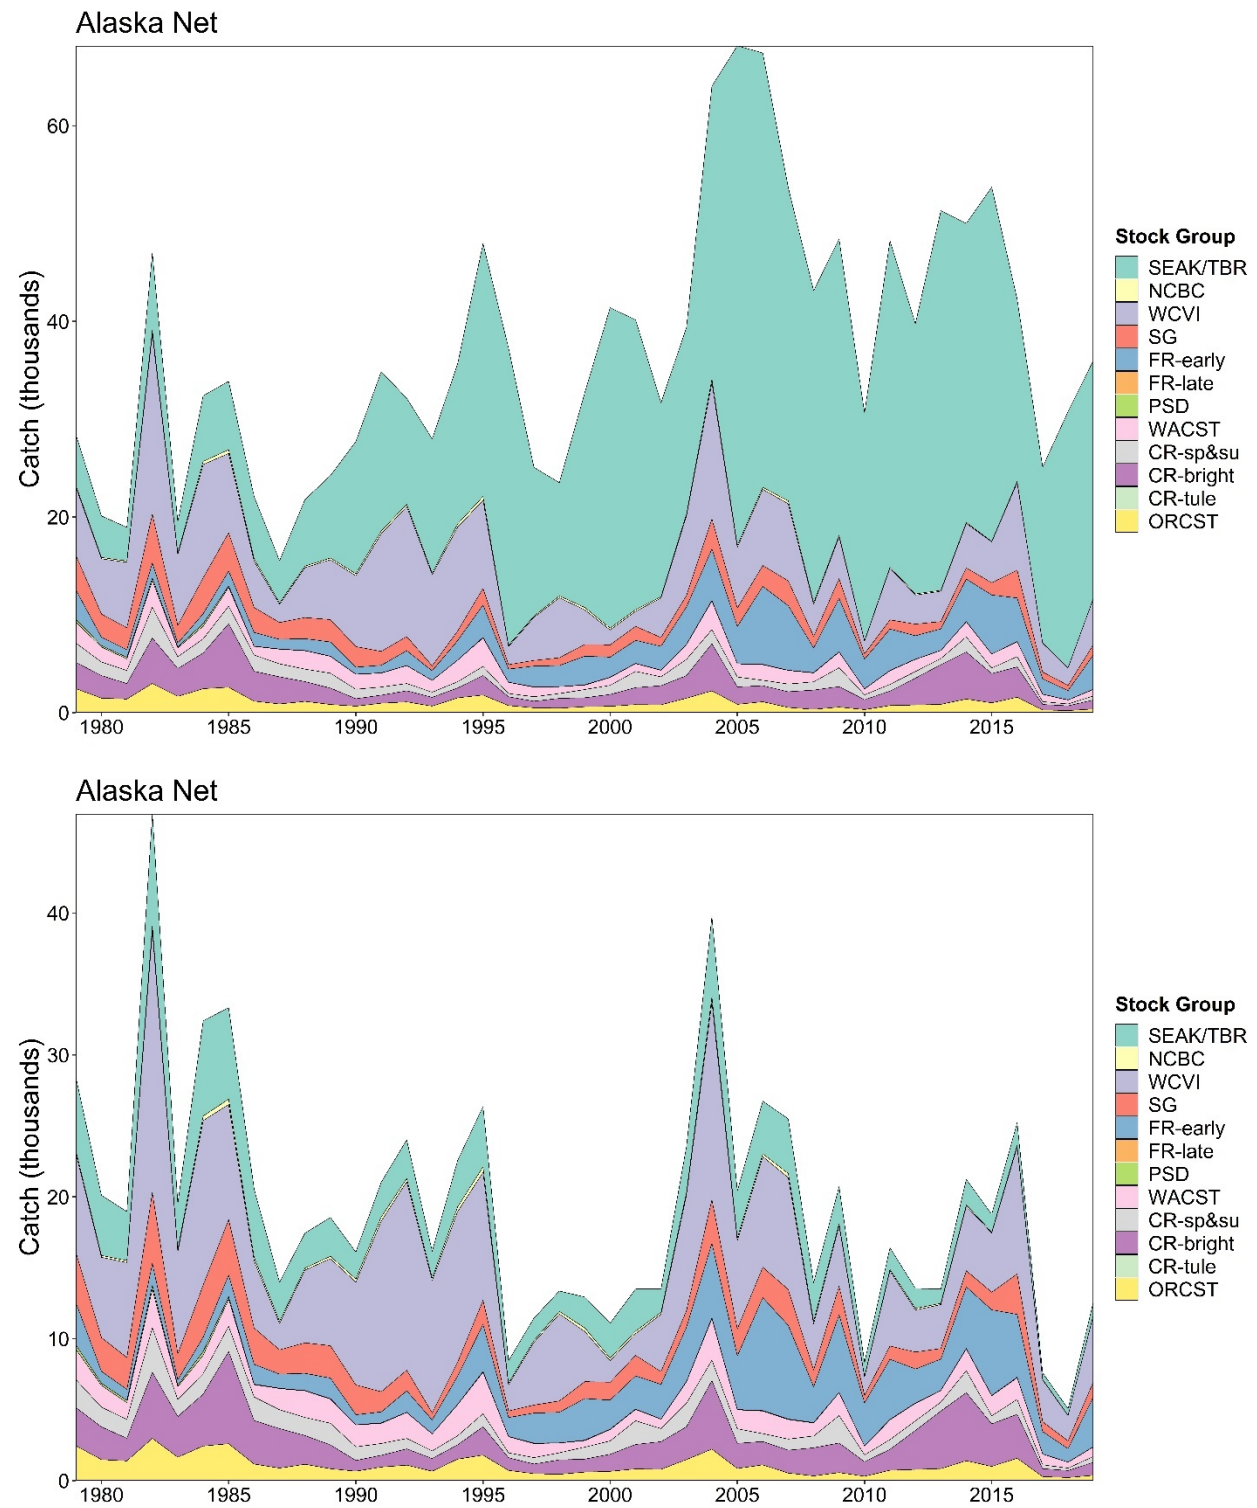 Alaska Net
Catch (thousands)
60
40
20
0
1980 1985 1990 1995 2000 2005 2010 2015
Stock Group
SEAK/TBR
NCBC
WCVI
SG
FR-early
FR-late
PSD
WACST
CR-sp&su
CR-bright
CR-tule
ORCST
Alaska Net
Catch (thousands)
40
30
20
10
0
1980 1985 1990 1995 2000 2005 2010 2015
Stock Group
SEAK/TBR
NCBC
WCVI
SG
FR-early
FR-late
PSD
WACST
CR-sp&su
CR-bright
CR-tule
ORCST